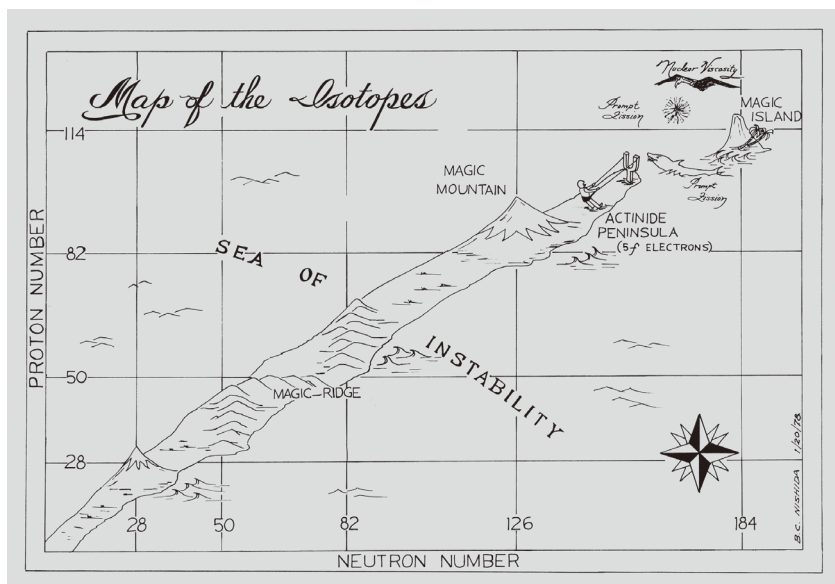 Map of the Isotopes
Nuclear Viscosity
Prompt
Fission
MAGIC
ISLAND
114
MAGIC
MOUNTAIN
Prompt
Fission
ACTINIDE
PENINSULA
(5f ELECTRONS)
SEA OF
INSTABILITY
82
PROTON NUMBER
50
MAGIC RIDGE
28
28
50
82
126
184
NEUTRON NUMBER
B.C. NISHIDA 1/20/78